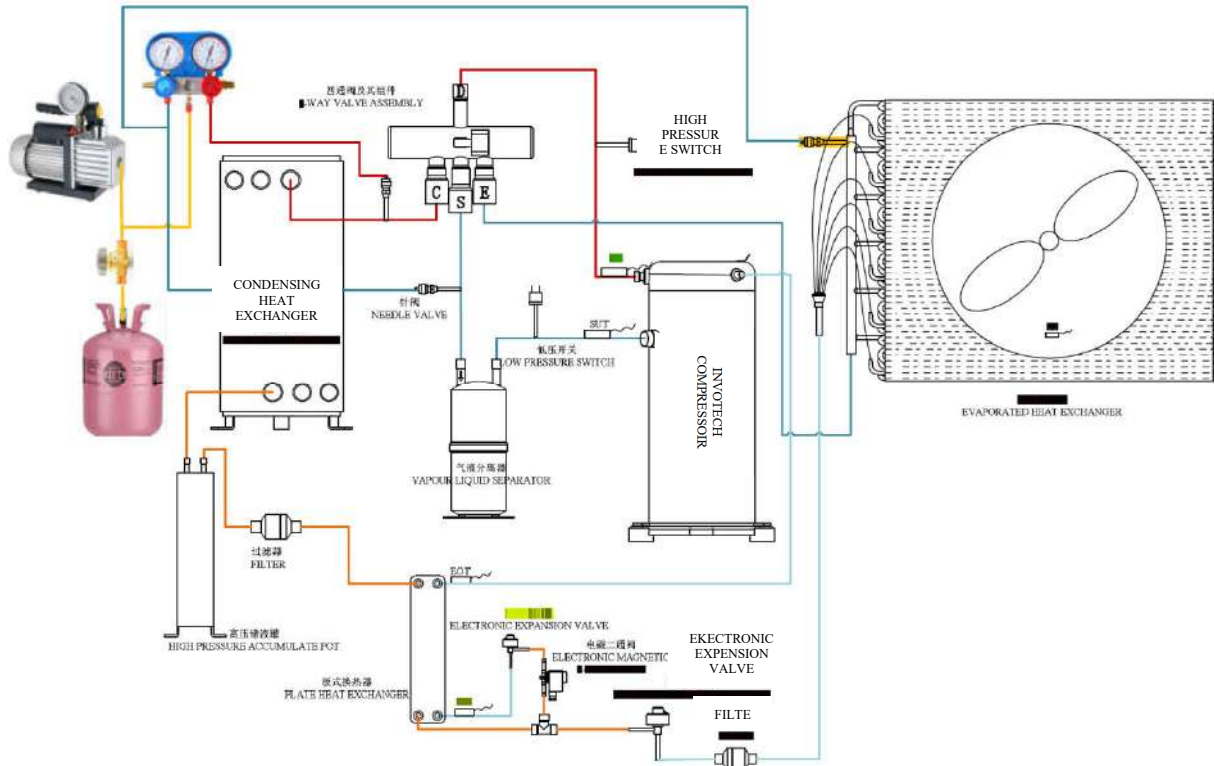 四通阀及其组件
4-WAY VALVE ASSEMBLY
D
HIGH
PRESSUR
E SWITCH
C
S
E
CONDENSING
HEAT
EXCHANGER
针阀
NEEDLE VALVE
SUT
低压开关
LOW PRESSURE SWITCH
INVOTECH
COMPRESSOIR
EVAPORATED HEAT EXCHANGER
气液分离器
VAPOUR LIQUID SEPARATOR
过滤器
FILTER
EOT
高压储液罐
HIGH PRESSURE ACCUMULATE POT
ELECTRONIC EXPANSION VALVE
电磁二通阀
ELECTRONIC MAGNETIC
EKECTRONIC
EXPENSION
VALVE
板式换热器
PLATE HEAT EXCHANGER
FILTE